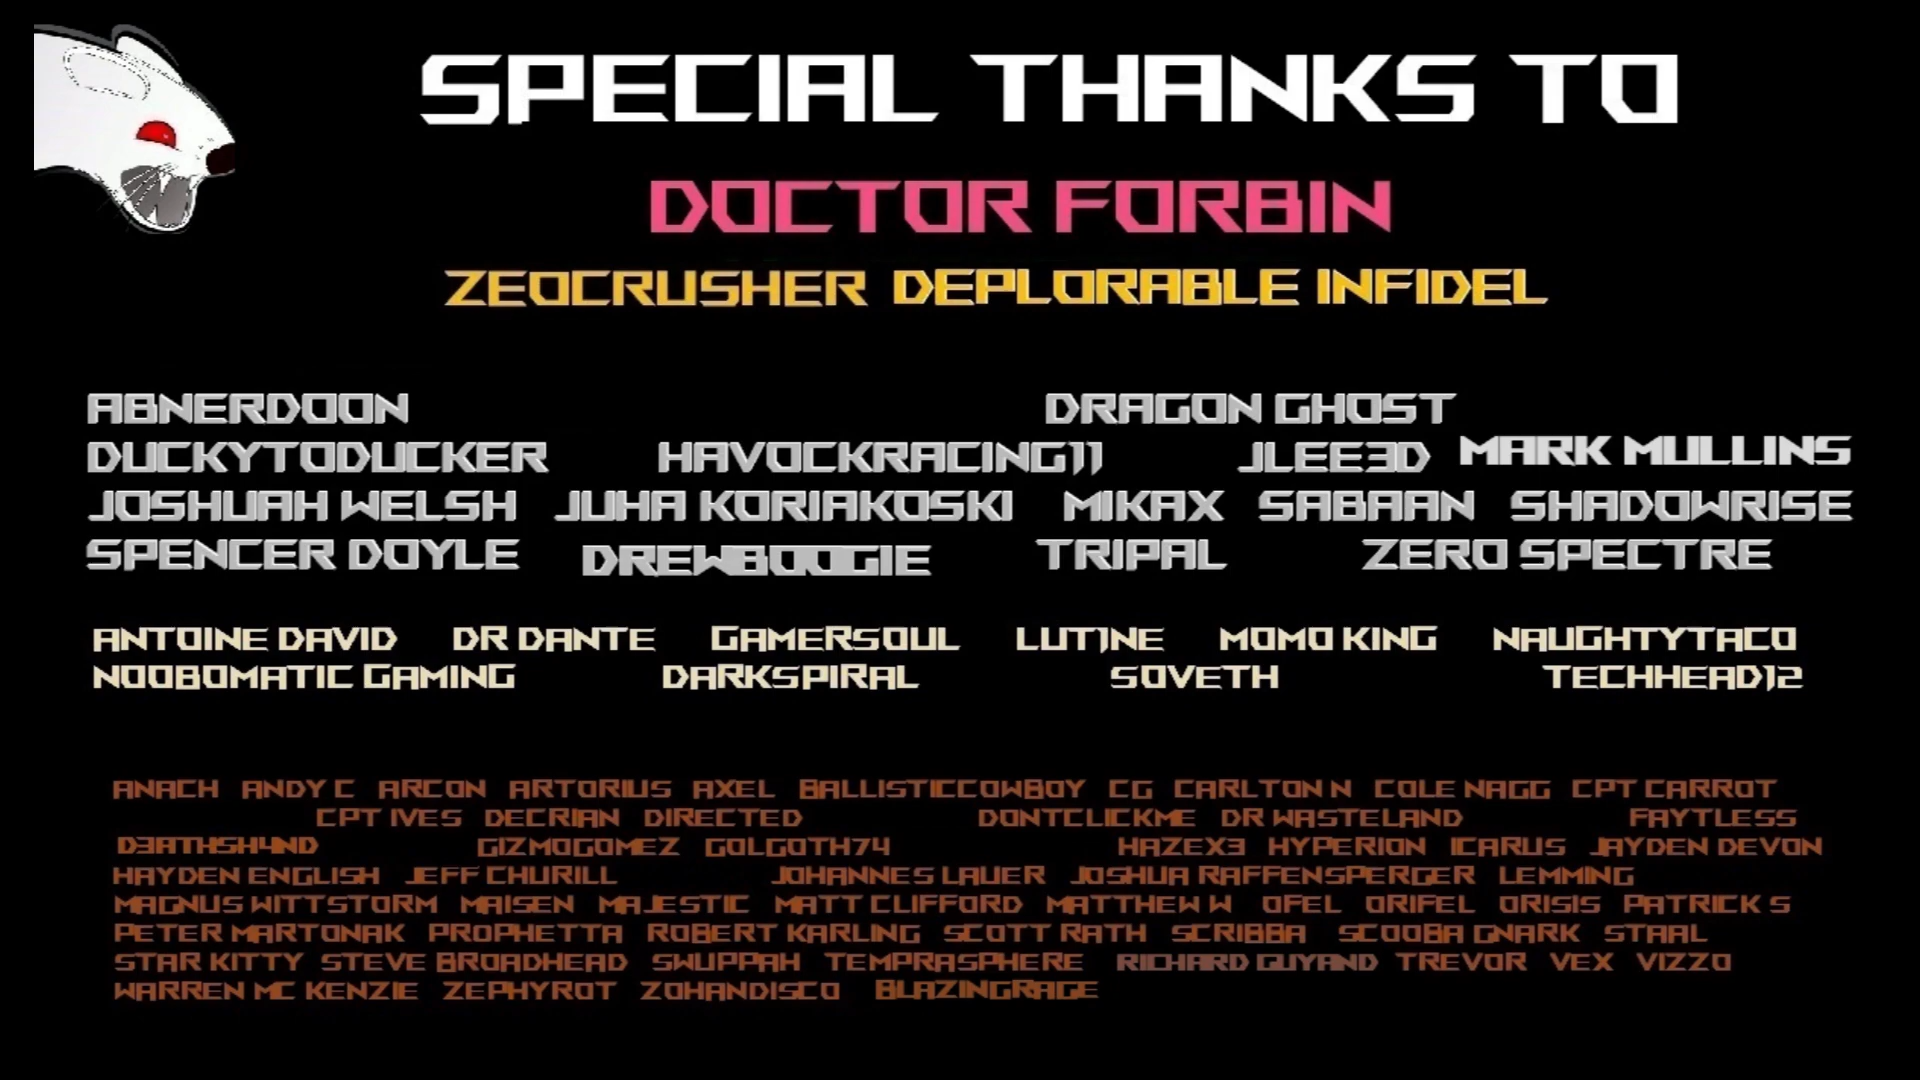 SPECIAL THANKS TO
DOCTOR FORBIN
ZEOCRUSHER DEPLORABLE INFIDEL
ABNERDOON DRAGON GHOST
DUCKYTODUCKER HAVOCKRACING11 JLEE3D MARK MULLINS
JOSHUAH WELSH JUHA KORIAKOSKI MIKAX SABAAN SHADOWRISE
SPENCER DOYLE DREWBOOGIE TRIPAL ZERO SPECTRE
ANTOINE DAVID DR DANTE GAMERSOUL LUT1NE MOMO KING NAUGHTYTACO
NOOBOMATIC GAMING DARKSPIRAL SOVETH TECHHEAD12
ANACH ANDY C ARCON ARTORIUS AXEL BALLISTICCOWBOY CG CARLTON N COLE NAGG CPT CARROT
CPT IVES DECRIAN DIRECTED DONTCLICKME DR WASTELAND FAYTLESS
D3ATHSH4ND GIZMOGOMEZ GOLGOTH74 HAZEX3 HYPERION ICARUS JAYDEN DEVON
HAYDEN ENGLISH JEFF CHURILL JOHANNES LAUER JOSHUA RAFFENSPERGER LEMMING
MAGNUS WITTSTORM MAISEN MAJESTIC MATT CLIFFORD MATTHEW W OFEL ORIFEL ORISIS PATRICK S
PETER MARTONAK PROPHETTA ROBERT KARLING SCOTT RATH SCRIBBA SCOOBA GNARK STAAL
STAR KITTY STEVE BROADHEAD SWUPPAH TEMPRASPHERE RICHARD GUYAND TREVOR VEX VIZZO
WARREN MC KENZIE ZEPHYROT ZOHANDISCO BLAZINGRAGE